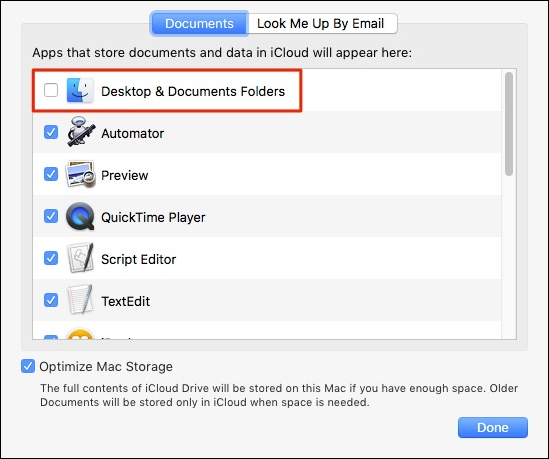 Documents
Look Me Up By Email
Apps that store documents and data in iCloud will appear here:
Desktop & Documents Folders
Automator
Preview
QuickTime Player
Script Editor
TextEdit
Optimize Mac Storage
The full contents of iCloud Drive will be stored on this Mac if you have enough space. Older
Documents will be stored only in iCloud when space is needed.
Done